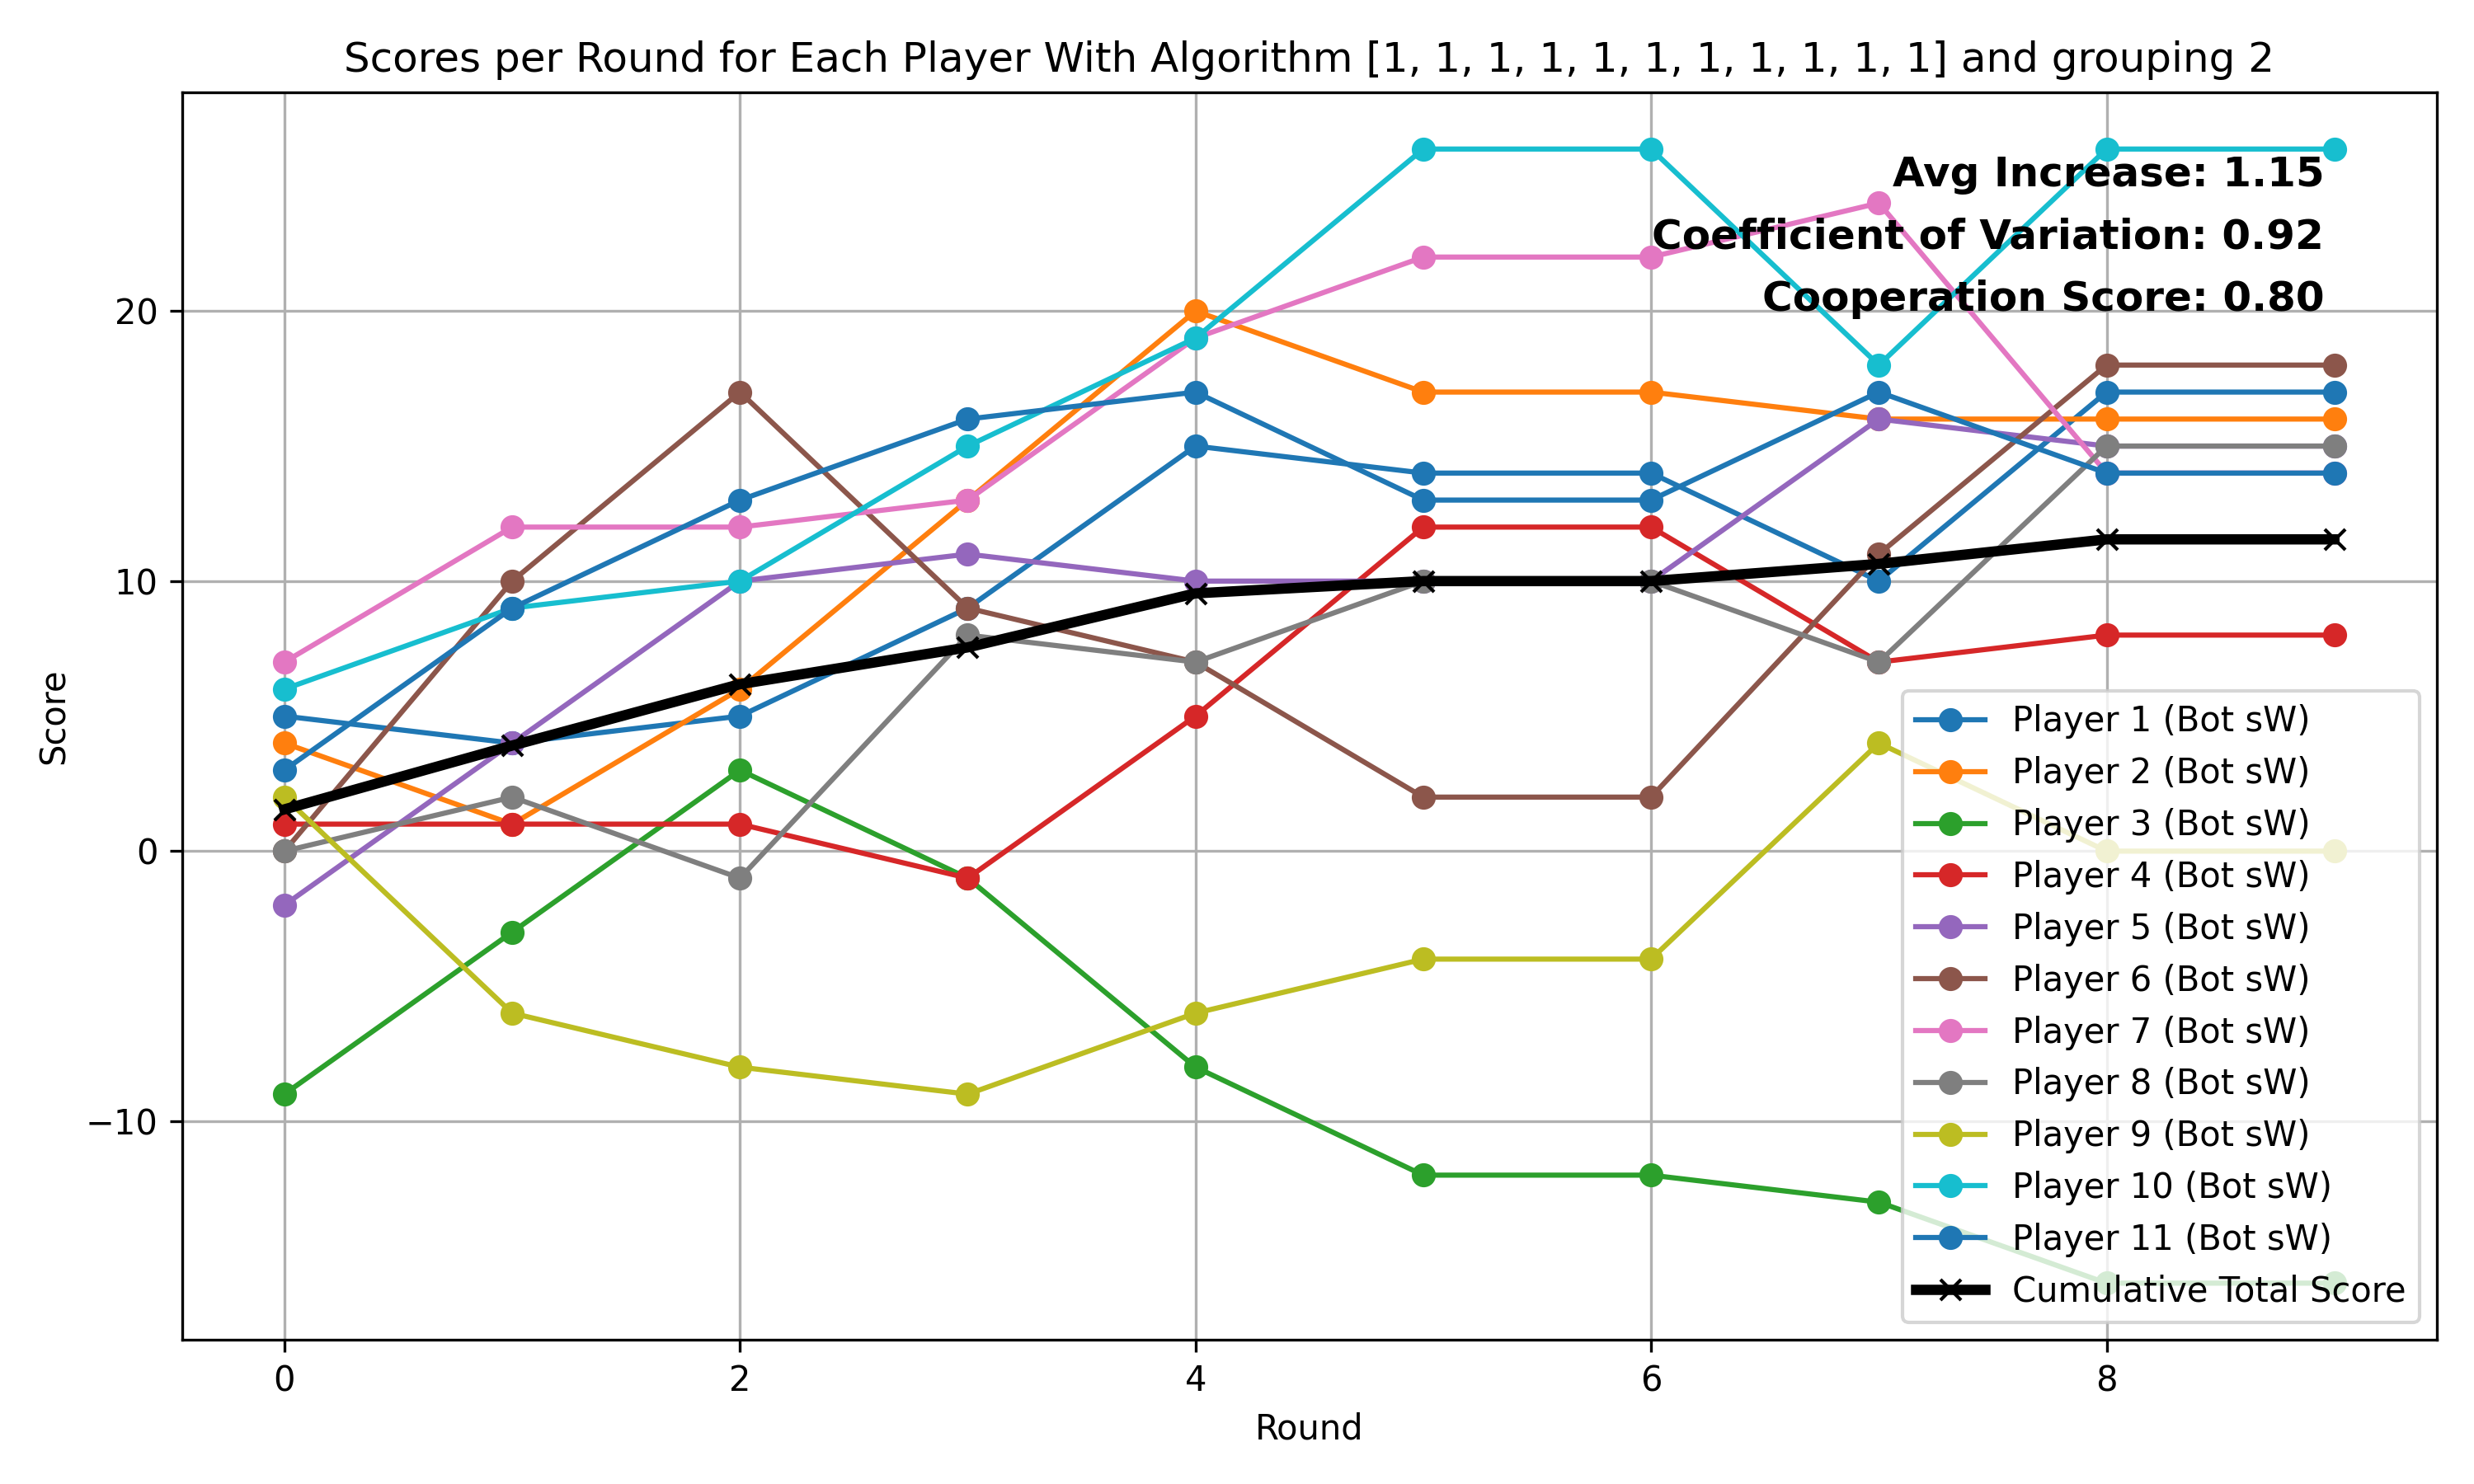 Scores per Round for Each Player With Algorithm [1, 1, 1, 1, 1, 1, 1, 1, 1, 1, 1] and grouping 2
Avg Increase: 1.15
Coefficient of Variation: 0.92
Cooperation Score: 0.80
Score
20
10
0
−10
Player 1 (Bot sW)
Player 2 (Bot sW)
Player 3 (Bot sW)
Player 4 (Bot sW)
Player 5 (Bot sW)
Player 6 (Bot sW)
Player 7 (Bot sW)
Player 8 (Bot sW)
Player 9 (Bot sW)
Player 10 (Bot sW)
Player 11 (Bot sW)
Cumulative Total Score
0 2 4 6 8
Round